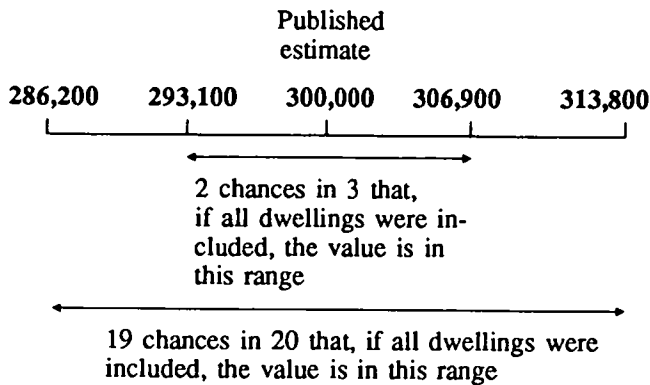 Published
estimate
286,200 293,100 300,000 306,900 313,800
2 chances in 3 that,
if all dwellings were in-
cluded, the value is in
this range
19 chances in 20 that, if all dwellings were
included, the value is in this range